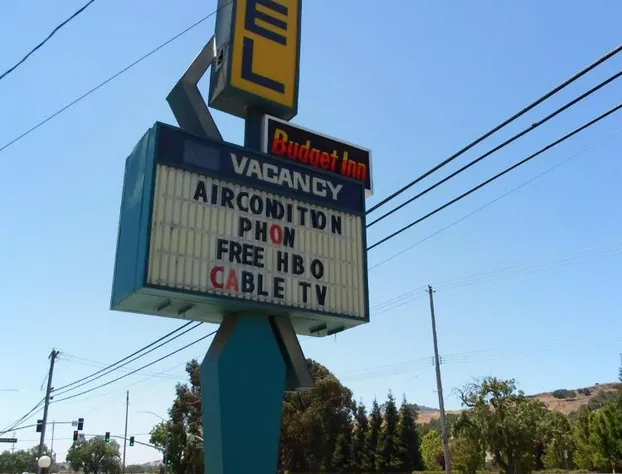 EL
Budget Inn
VACANCY
AIRCONDITION
PHON
FREE HBO
CABLE TV